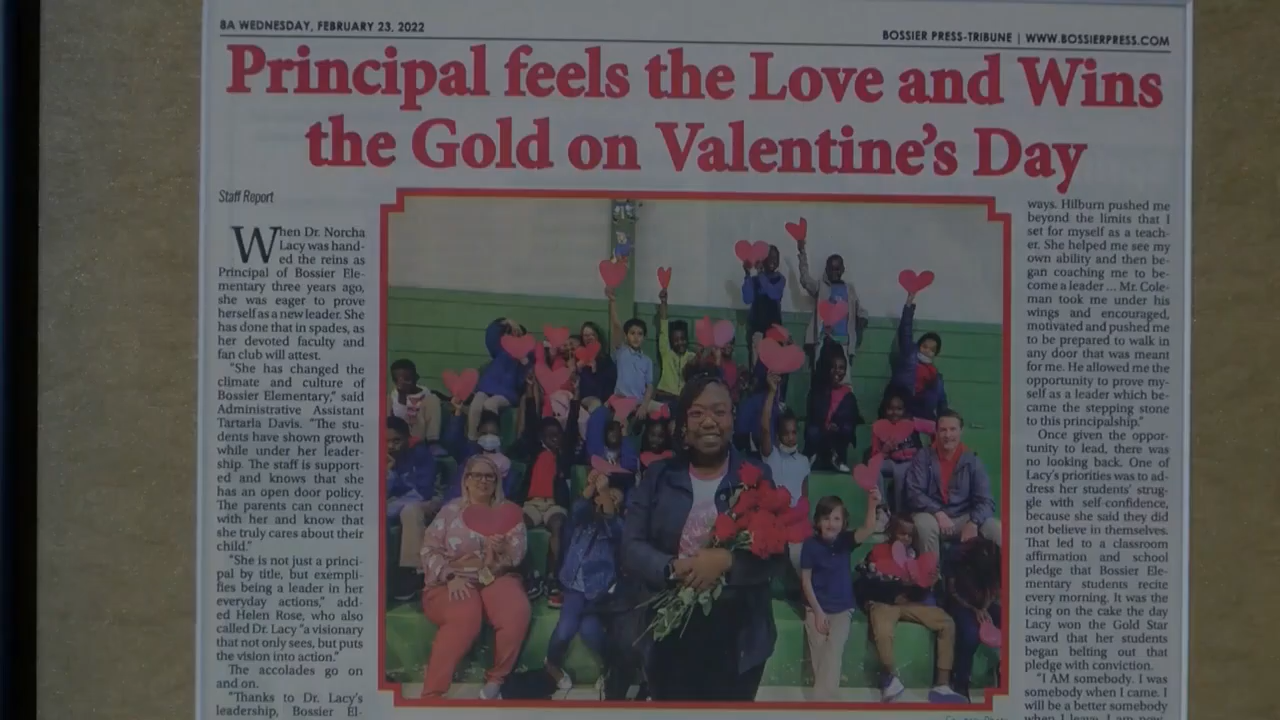 8A WEDNESDAY, FEBRUARY 23, 2022
BOSSIER PRESS-TRIBUNE | WWW.BOSSIERPRESS.COM
Principal feels the Love and Wins
the Gold on Valentine's Day
Staff Report
When Dr. Norcha
Lacy was hand-
ed the reins as
Principal of Bossier Ele-
mentary three years ago,
she was eager to prove
herself as a new leader. She
has done that in spades, as
her devoted faculty and
fan club will attest.
"She has changed the
climate and culture of
Bossier Elementary," said
Administrative Assistant
Tartarla Davis. "The stu-
dents have shown growth
while under her leader-
ship. The staff is support-
ed and knows that she
has an open door policy.
The parents can connect
with her and know that
she truly cares about their
child."
"She is not just a princi-
pal by title, but exempli-
fies being a leader in her
everyday actions," add-
ed Helen Rose, who also
called Dr. Lacy "a visionary
that not only sees, but puts
the vision into action."
The accolades go on
and on.
"Thanks to Dr. Lacy's
leadership, Bossier El-
ways. Hilburn pushed me
beyond the limits that I
set for myself as a teach-
er. She helped me see my
own ability and then be-
gan coaching me to be-
come a leader ... Mr. Cole-
man took me under his
wings and encouraged,
motivated and pushed me
to be prepared to walk in
any door that was meant
for me. He allowed me the
opportunity to prove my-
self as a leader which be-
came the stepping stone
to this principalship."
Once given the oppor-
tunity to lead, there was
no looking back. One of
Lacy's priorities was to ad-
dress her students' strug-
gle with self-confidence,
because she said they did
not believe in themselves.
That led to a classroom
affirmation and school
pledge that Bossier Ele-
mentary students recite
every morning. It was the
icing on the cake the day
Lacy won the Gold Star
award that her students
began belting out that
pledge with conviction.
"I AM somebody. I was
somebody when I came. I
will be a better somebody
when I leave. I am